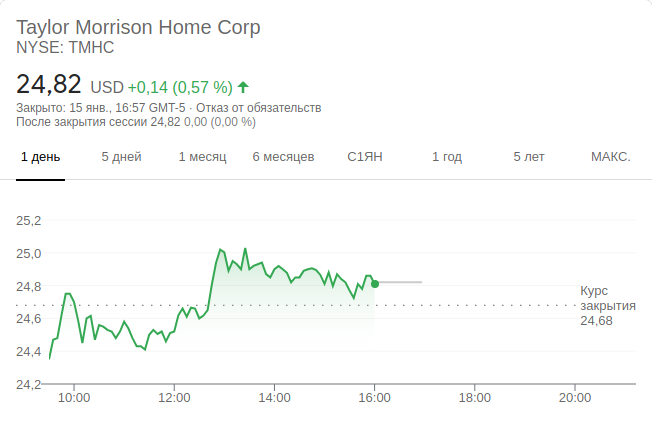 Taylor Morrison Home Corp
NYSE: TMHC
24,82 USD +0,14 (0,57 %)
Закрыто: 15 янв., 16:57 GMT-5 · Отказ от обязательств
После закрытия сессии 24,82 0,00 (0,00 %)
1 день 5 дней 1 месяц 6 месяцев С1ЯН 1 год 5 лет МАКС.
25,2
25,0
24,8
24,6
24,4
24,2
Курс
закрытия
24,68
10:00 12:00 14:00 16:00 18:00 20:00